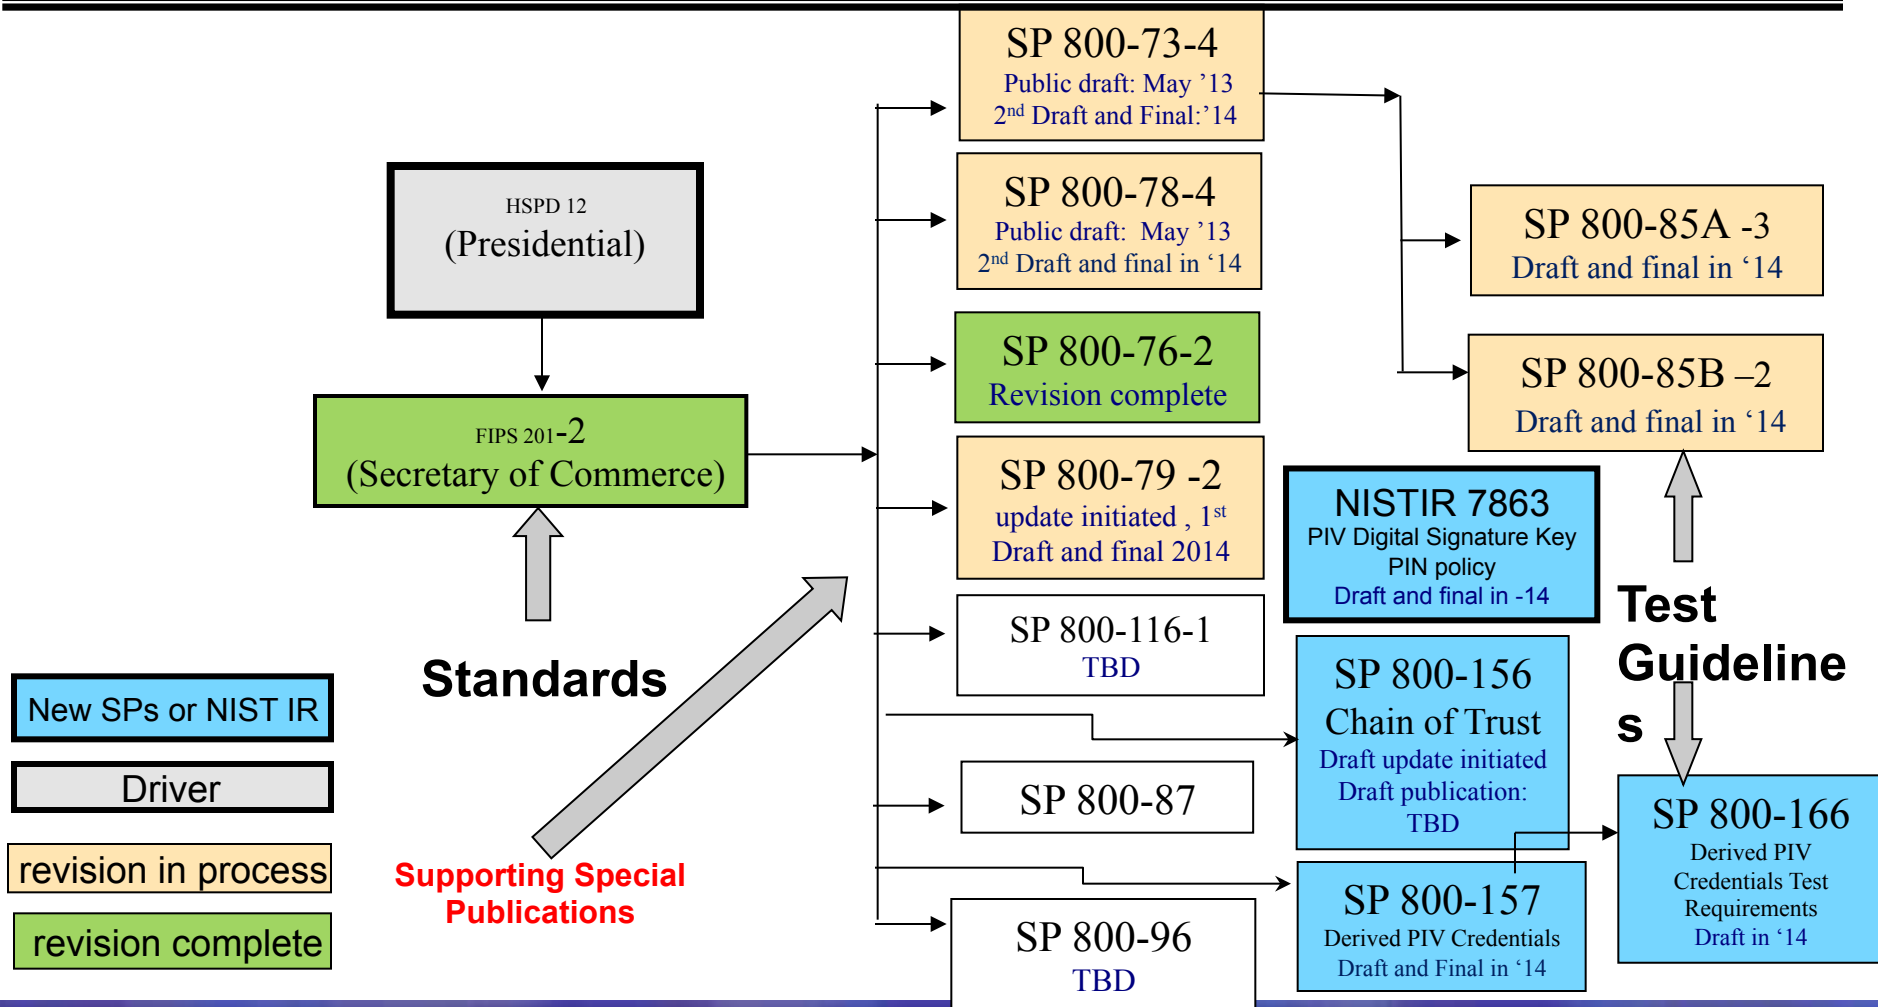 SP 800-73-4
Public draft: May ’13
2nd Draft and Final:’14
HSPD 12
(Presidential)
SP 800-78-4
Public draft: May ’13
2nd Draft and final in ‘14
SP 800-85A -3
Draft and final in ‘14
SP 800-76-2
Revision complete
SP 800-85B –2
Draft and final in ‘14
FIPS 201-2
(Secretary of Commerce)
SP 800-79 -2
update initiated , 1st
Draft and final 2014
NISTIR 7863
PIV Digital Signature Key
PIN policy
Draft and final in -14
Test
Guideline
s
SP 800-116-1
TBD
Standards
SP 800-156
Chain of Trust
Draft update initiated
Draft publication:
TBD
New SPs or NIST IR
Driver
revision in process
revision complete
Supporting Special
Publications
SP 800-87
SP 800-166
Derived PIV
Credentials Test
Requirements
Draft in ‘14
SP 800-157
Derived PIV Credentials
Draft and Final in ‘14
SP 800-96
TBD